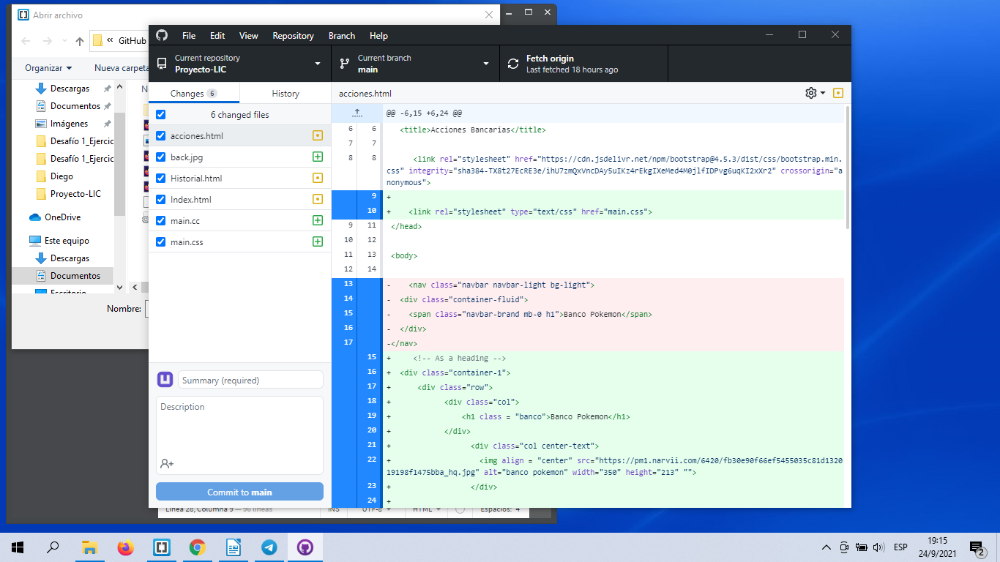 Abrir archivo
GitHub
Organizar
Nueva carpeta
Descargas
Documentos
Imágenes
Desafío 1_Ejercic
Desafío 1_Ejercic
Diego
Proyecto-LIC
OneDrive
Este equipo
Descargas
Documentos
Escritorio
Nombre:
File Edit View Repository Branch Help
Current repository
Proyecto-LIC
Current branch
main
Fetch origin
Last fetched 18 hours ago
Changes 6 History
6 changed files
acciones.html
back.jpg
Historial.html
Index.html
main.cc
main.css
Summary (required)
Description
Commit to main
acciones.html
@@ -6,15 +6,24 @@
6 6 <title>Acciones Bancarias</title>
7 7
8 8 <link rel="stylesheet" href="https://cdn.jsdelivr.net/npm/bootstrap@4.5.3/dist/css/bootstrap.min.
css" integrity="sha384-TX8t27EcRE3e/ihU7zmQxVncDAy5uIKz4rEkgIXeMed4M0jlfIDPvg6uqKI2xXr2" crossorigin="a
nonymous">
9 +
10 + <link rel="stylesheet" type="text/css" href="main.css">
9 11 </head>
10 12
11 13 <body>
12 14
13 - <nav class="navbar navbar-light bg-light">
14 - <div class="container-fluid">
15 - <span class="navbar-brand mb-0 h1">Banco Pokemon</span>
16 - </div>
17 -</nav>
15 + <!-- As a heading -->
16 + <div class="container-1">
17 + <div class="row">
18 + <div class="col">
19 + <h1 class = "banco">Banco Pokemon</h1>
20 + </div>
21 + <div class="col center-text">
22 + <img align = "center" src="https://pm1.narvii.com/6420/fb30e90f66ef5455035c81d1320
19198f1475bba_hq.jpg" alt="banco pokemon" width="350" height="213" "">
23 + </div>
24 +
Línea 28, Columna 9 — 96 líneas
INS UTF-8 HTML Espacios: 4
ESP
19:15
24/9/2021
2